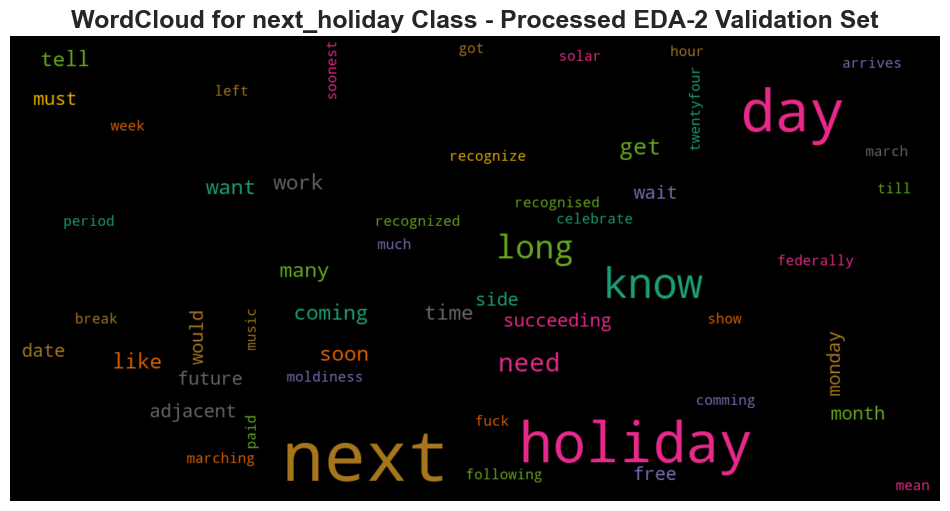 WordCloud for next_holiday Class - Processed EDA-2 Validation Set
tell
must
left
week
soonest
got
solar
hour
twentyfour
arrives
day
march
till
get
recognize
want
work
wait
recognised
celebrate
period
recognized
much
long
know
federally
many
side
coming
time
succeeding
show
break
would
music
date
like
soon
need
monday
future
moldiness
adjacent
paid
comming
month
fuck
next
holiday
marching
following
free
mean